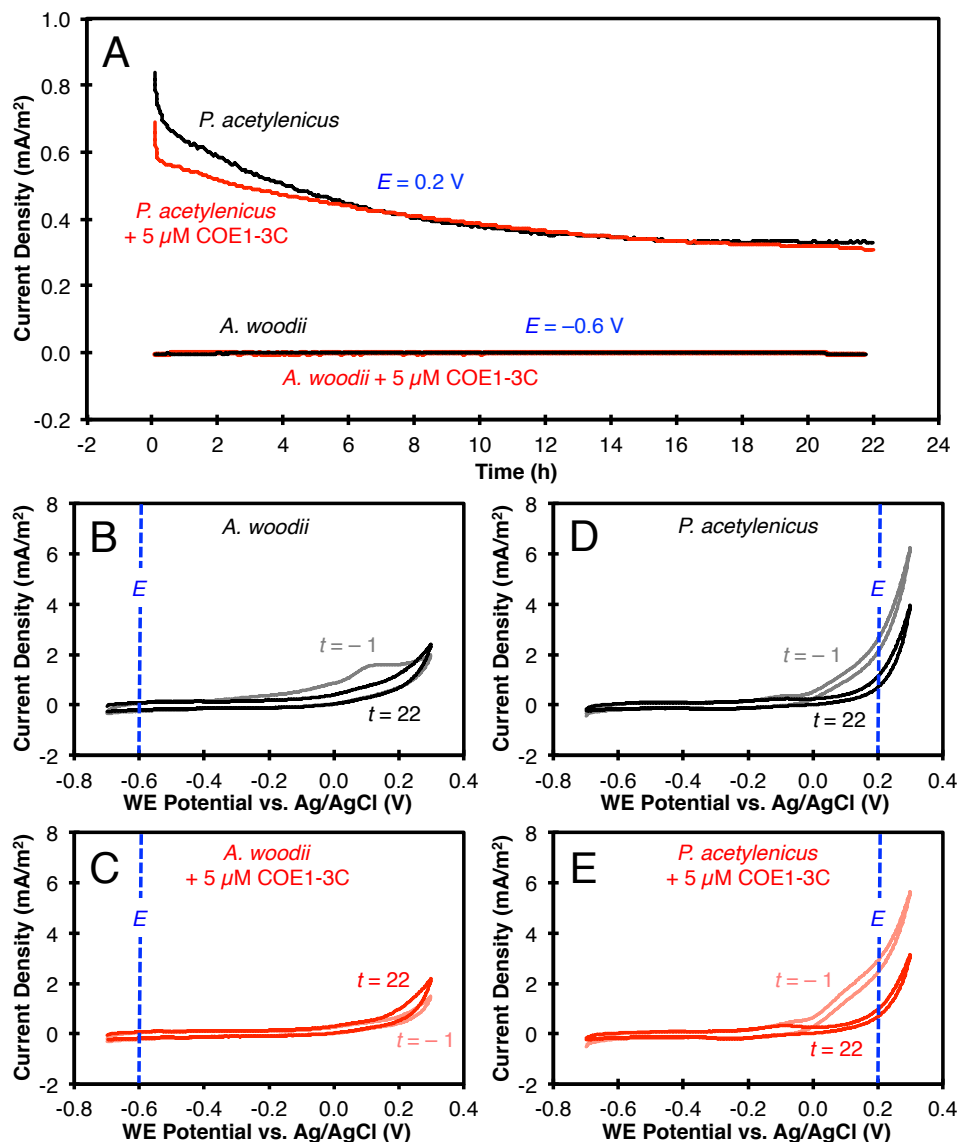 A
Current Density (mA/m²)
1.0
0.8
0.6
0.4
0.2
0.0
-0.2
P. acetylenicus
E = 0.2 V
P. acetylenicus
+ 5 µM COE1-3C
A. woodii
E = –0.6 V
A. woodii + 5 µM COE1-3C
-2 0 2 4 6 8 10 12 14 16 18 20 22 24
Time (h)
B
A. woodii
Current Density (mA/m²)
8
6
4
2
0
-2
E
t = – 1
t = 22
-0.8 -0.6 -0.4 -0.2 0.0 0.2 0.4
WE Potential vs. Ag/AgCl (V)
D
P. acetylenicus
Current Density (mA/m²)
8
6
4
2
0
-2
E
t = – 1
t = 22
-0.8 -0.6 -0.4 -0.2 0.0 0.2 0.4
WE Potential vs. Ag/AgCl (V)
C
A. woodii
+ 5 µM COE1-3C
Current Density (mA/m²)
8
6
4
2
0
-2
E
t = 22
t = – 1
-0.8 -0.6 -0.4 -0.2 0.0 0.2 0.4
WE Potential vs. Ag/AgCl (V)
E
P. acetylenicus
+ 5 µM COE1-3C
Current Density (mA/m²)
8
6
4
2
0
-2
E
t = – 1
t = 22
-0.8 -0.6 -0.4 -0.2 0.0 0.2 0.4
WE Potential vs. Ag/AgCl (V)